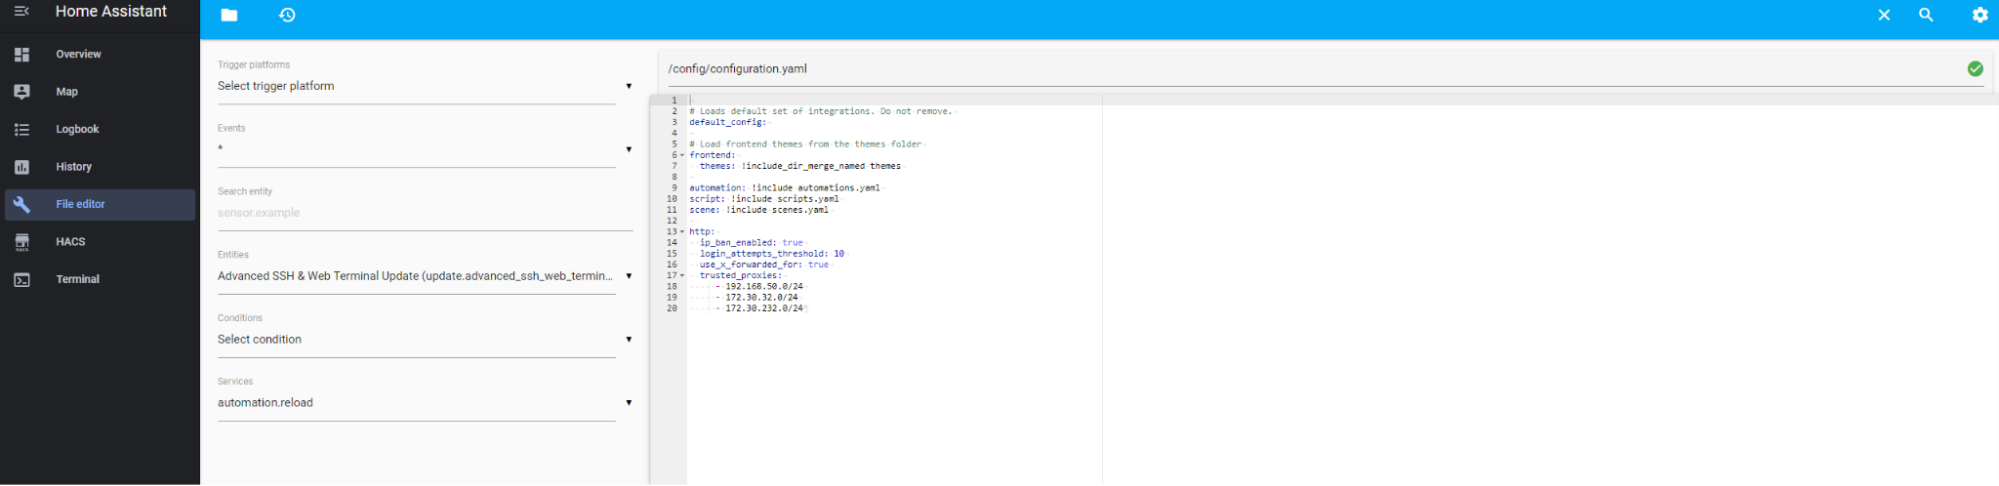 Home Assistant
Overview
Map
Logbook
History
File editor
HACS
Terminal
Trigger platforms
Select trigger platform
Events
*
Search entity
sensor.example
Entities
Advanced SSH & Web Terminal Update (update.advanced_ssh_web_termin...
Conditions
Select condition
Services
automation.reload
/config/configuration.yaml
1
2 # Loads default set of integrations. Do not remove.
3 default_config:
4
5 # Load frontend themes from the themes folder
6 frontend:
7   themes: !include_dir_merge_named themes
8
9 automation: !include automations.yaml
10 script: !include scripts.yaml
11 scene: !include scenes.yaml
12
13 http:
14   ip_ban_enabled: true
15   login_attempts_threshold: 10
16   use_x_forwarded_for: true
17   trusted_proxies:
18     - 192.168.50.0/24
19     - 172.30.32.0/24
20     - 172.30.232.0/24